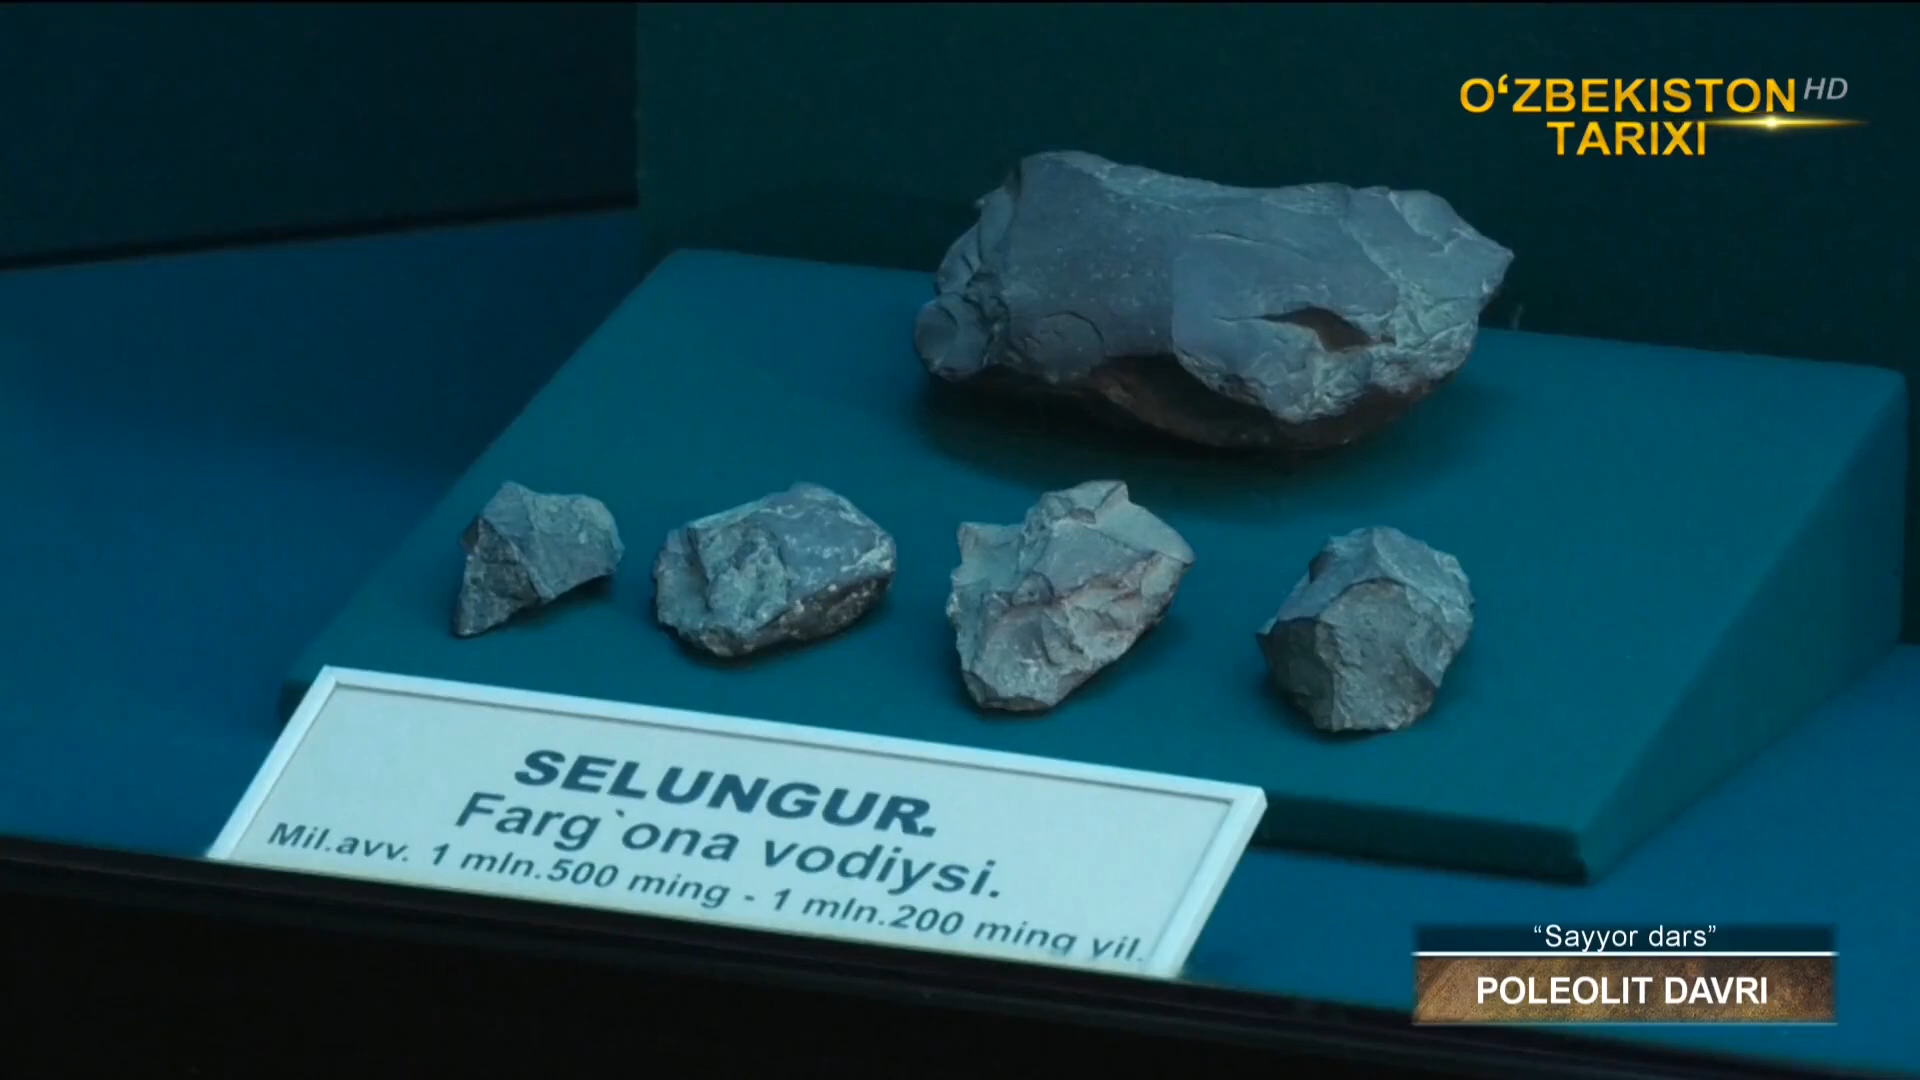 O‘ZBEKISTON HD
TARIXI
SELUNGUR.
Farg`ona vodiysi.
Mil.avv. 1 mln.500 ming - 1 mln.200 ming yil.
“Sayyor dars”
POLEOLIT DAVRI